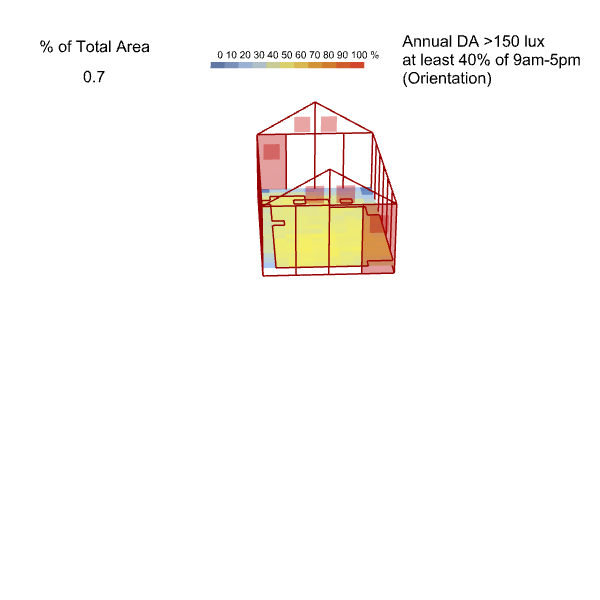 % of Total Area
0.7
0 10 20 30 40 50 60 70 80 90 100 %
Annual DA >150 lux
at least 40% of 9am-5pm
(Orientation)